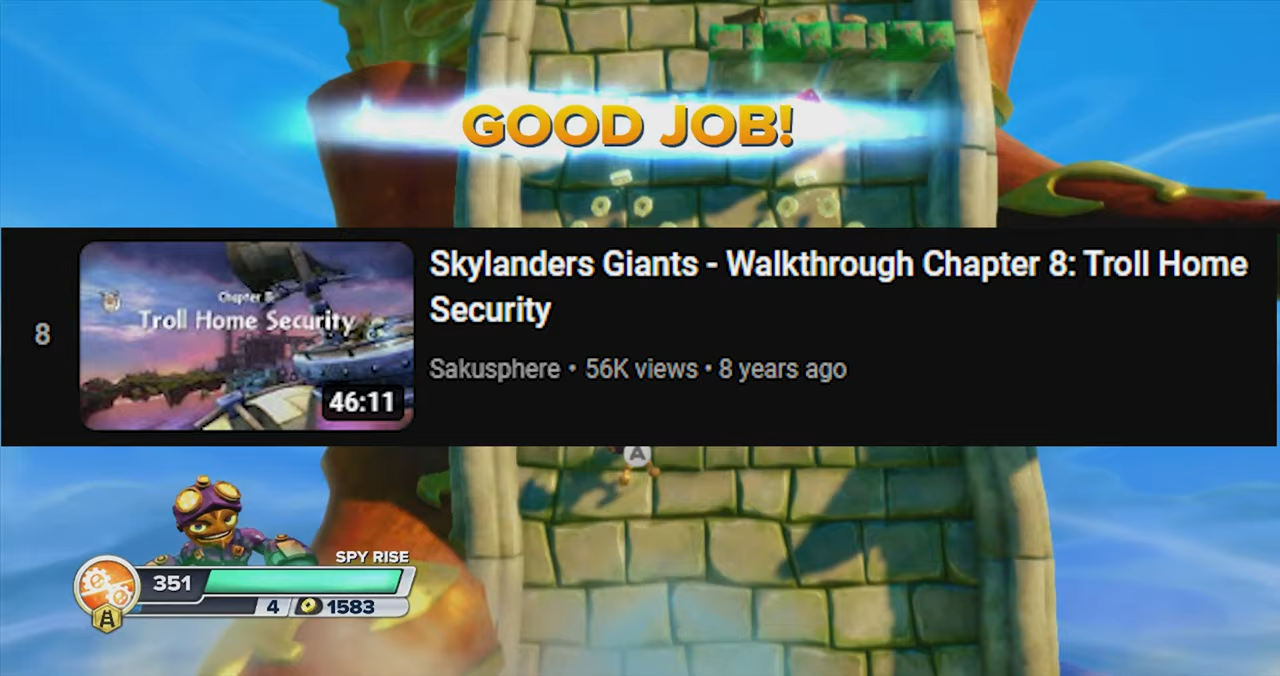 GOOD JOB!
8
Chapter 8:
Troll Home Security
46:11
Skylanders Giants - Walkthrough Chapter 8: Troll Home
Security
Sakusphere • 56K views • 8 years ago
A
SPY RISE
351
4 1583